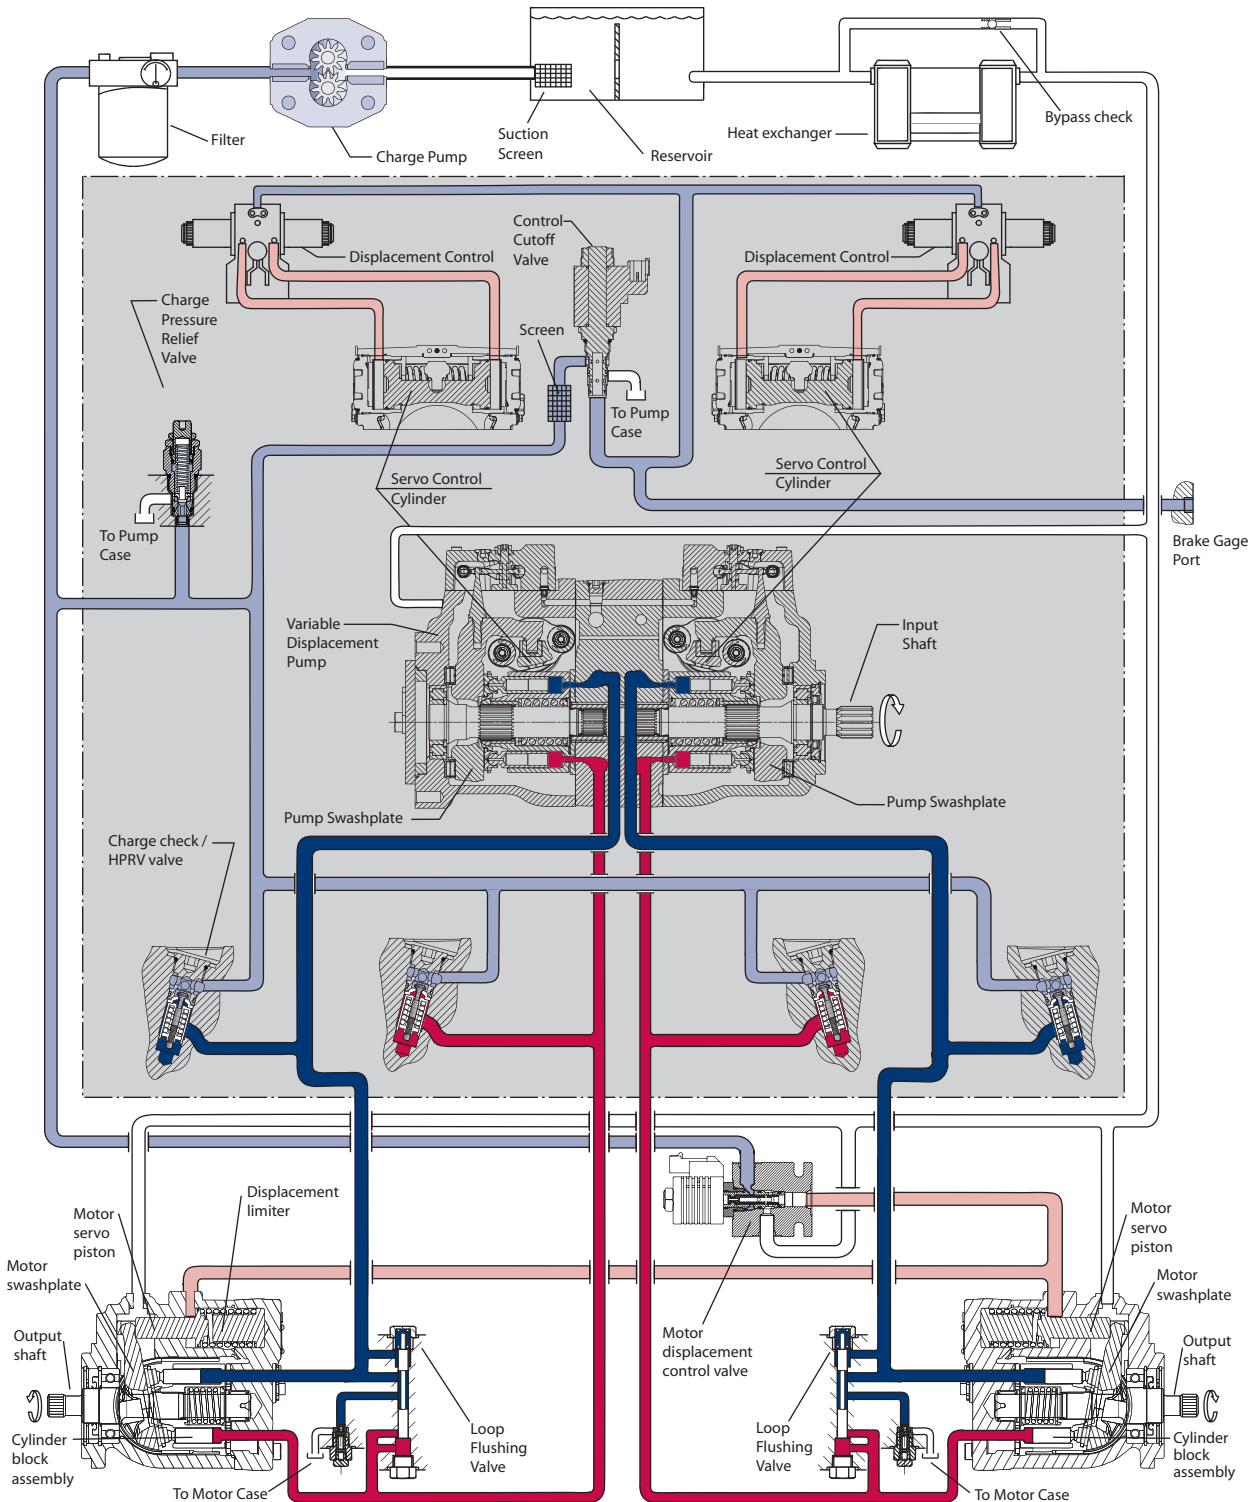 Filter
Charge Pump
Suction
Screen
Reservoir
Heat exchanger
Bypass check
Control
Cutoff
Valve
Displacement Control
Displacement Control
Charge
Pressure
Relief
Valve
Screen
To Pump
Case
Servo Control
Cylinder
Servo Control
Cylinder
To Pump
Case
Brake Gage
Port
Variable
Displacement
Pump
Input
Shaft
Pump Swashplate
Pump Swashplate
Charge check /
HPRV valve
Displacement
limiter
Motor
servo
piston
Motor
swashplate
Output
shaft
Motor
servo
piston
Motor
swashplate
Output
shaft
Motor
displacement
control valve
Loop
Flushing
Valve
Loop
Flushing
Valve
Cylinder
block
assembly
Cylinder
block
assembly
To Motor Case
To Motor Case